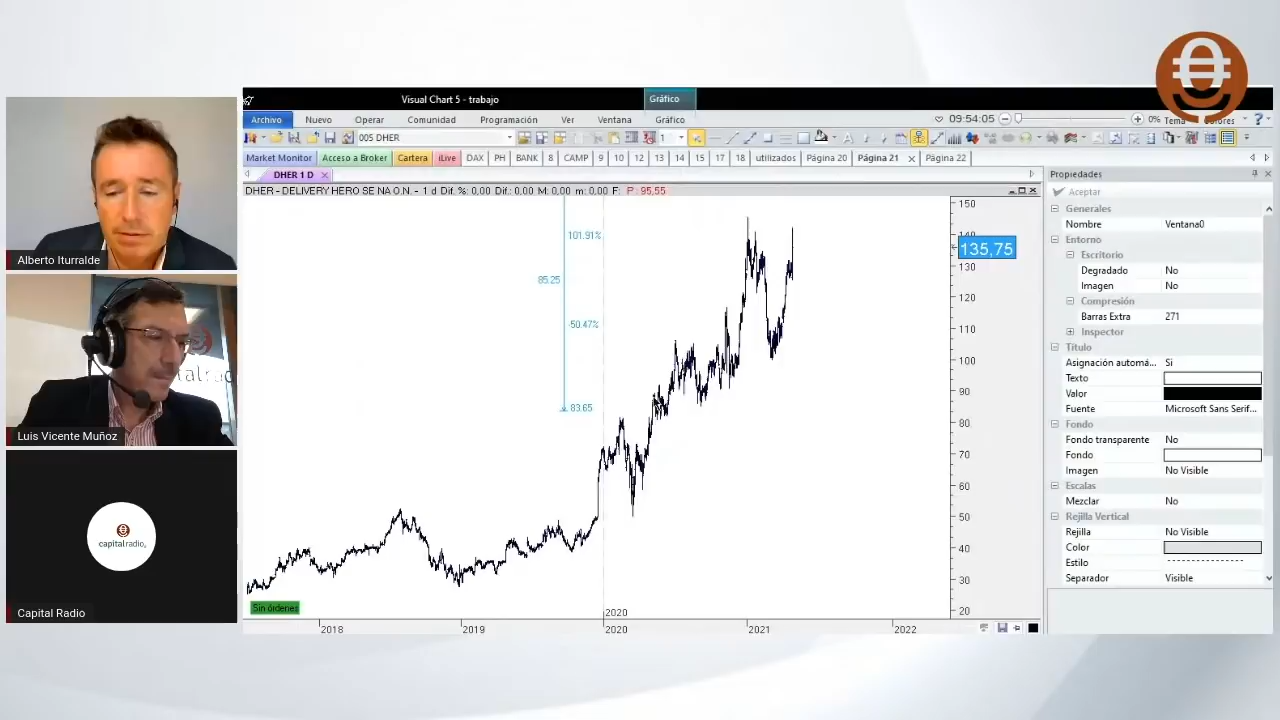 Visual Chart 5 - trabajo
Gráfico
Archivo
Nuevo
Operar
Comunidad
Programación
Ver
Ventana
Gráfico
09:54:05
0%
Tema
005 DHER
1
Market Monitor
Acceso a Broker
Cartera
iLive
DAX
PH
BANK
8
CAMP
9
10
12
13
14
15
17
18
utilizados
Página 20
Página 21
Página 22
DHER 1 D
DHER - DELIVERY HERO SE NA O.N. - 1 d Dif.%: 0,00 Dif.: 0,00 M: 0,00 m: 0,00 F: P: 95,55
101.91%
85.25
-50.47%
83.65
150
140
135,75
130
120
110
100
90
80
70
60
50
40
30
20
Sin órdenes
2020
2018
2019
2020
2021
2022
Propiedades
Aceptar
Generales
Nombre Ventana0
Entorno
Escritorio
Degradado No
Imagen No
Compresión
Barras Extra 271
Inspector
Título
Asignación automá... Si
Texto
Valor
Fuente Microsoft Sans Serif...
Fondo
Fondo transparente No
Fondo
Imagen No Visible
Escalas
Mezclar No
Rejilla Vertical
Rejilla No Visible
Color
Estilo
Separador Visible
Alberto Iturralde
Luis Vicente Muñoz
capitalradio
Capital Radio